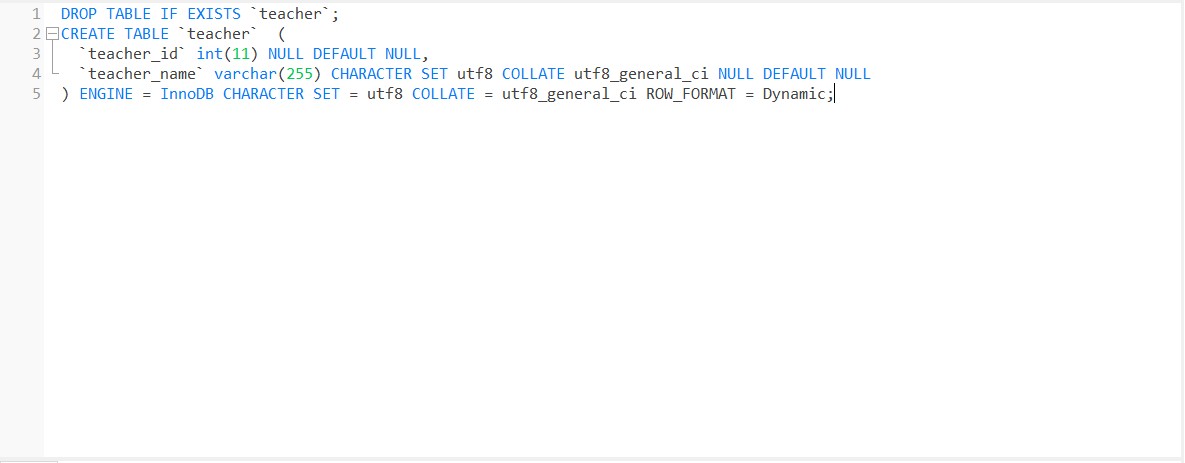 1 DROP TABLE IF EXISTS `teacher`;
2 CREATE TABLE `teacher`  (
3   `teacher_id` int(11) NULL DEFAULT NULL,
4   `teacher_name` varchar(255) CHARACTER SET utf8 COLLATE utf8_general_ci NULL DEFAULT NULL
5 ) ENGINE = InnoDB CHARACTER SET = utf8 COLLATE = utf8_general_ci ROW_FORMAT = Dynamic;